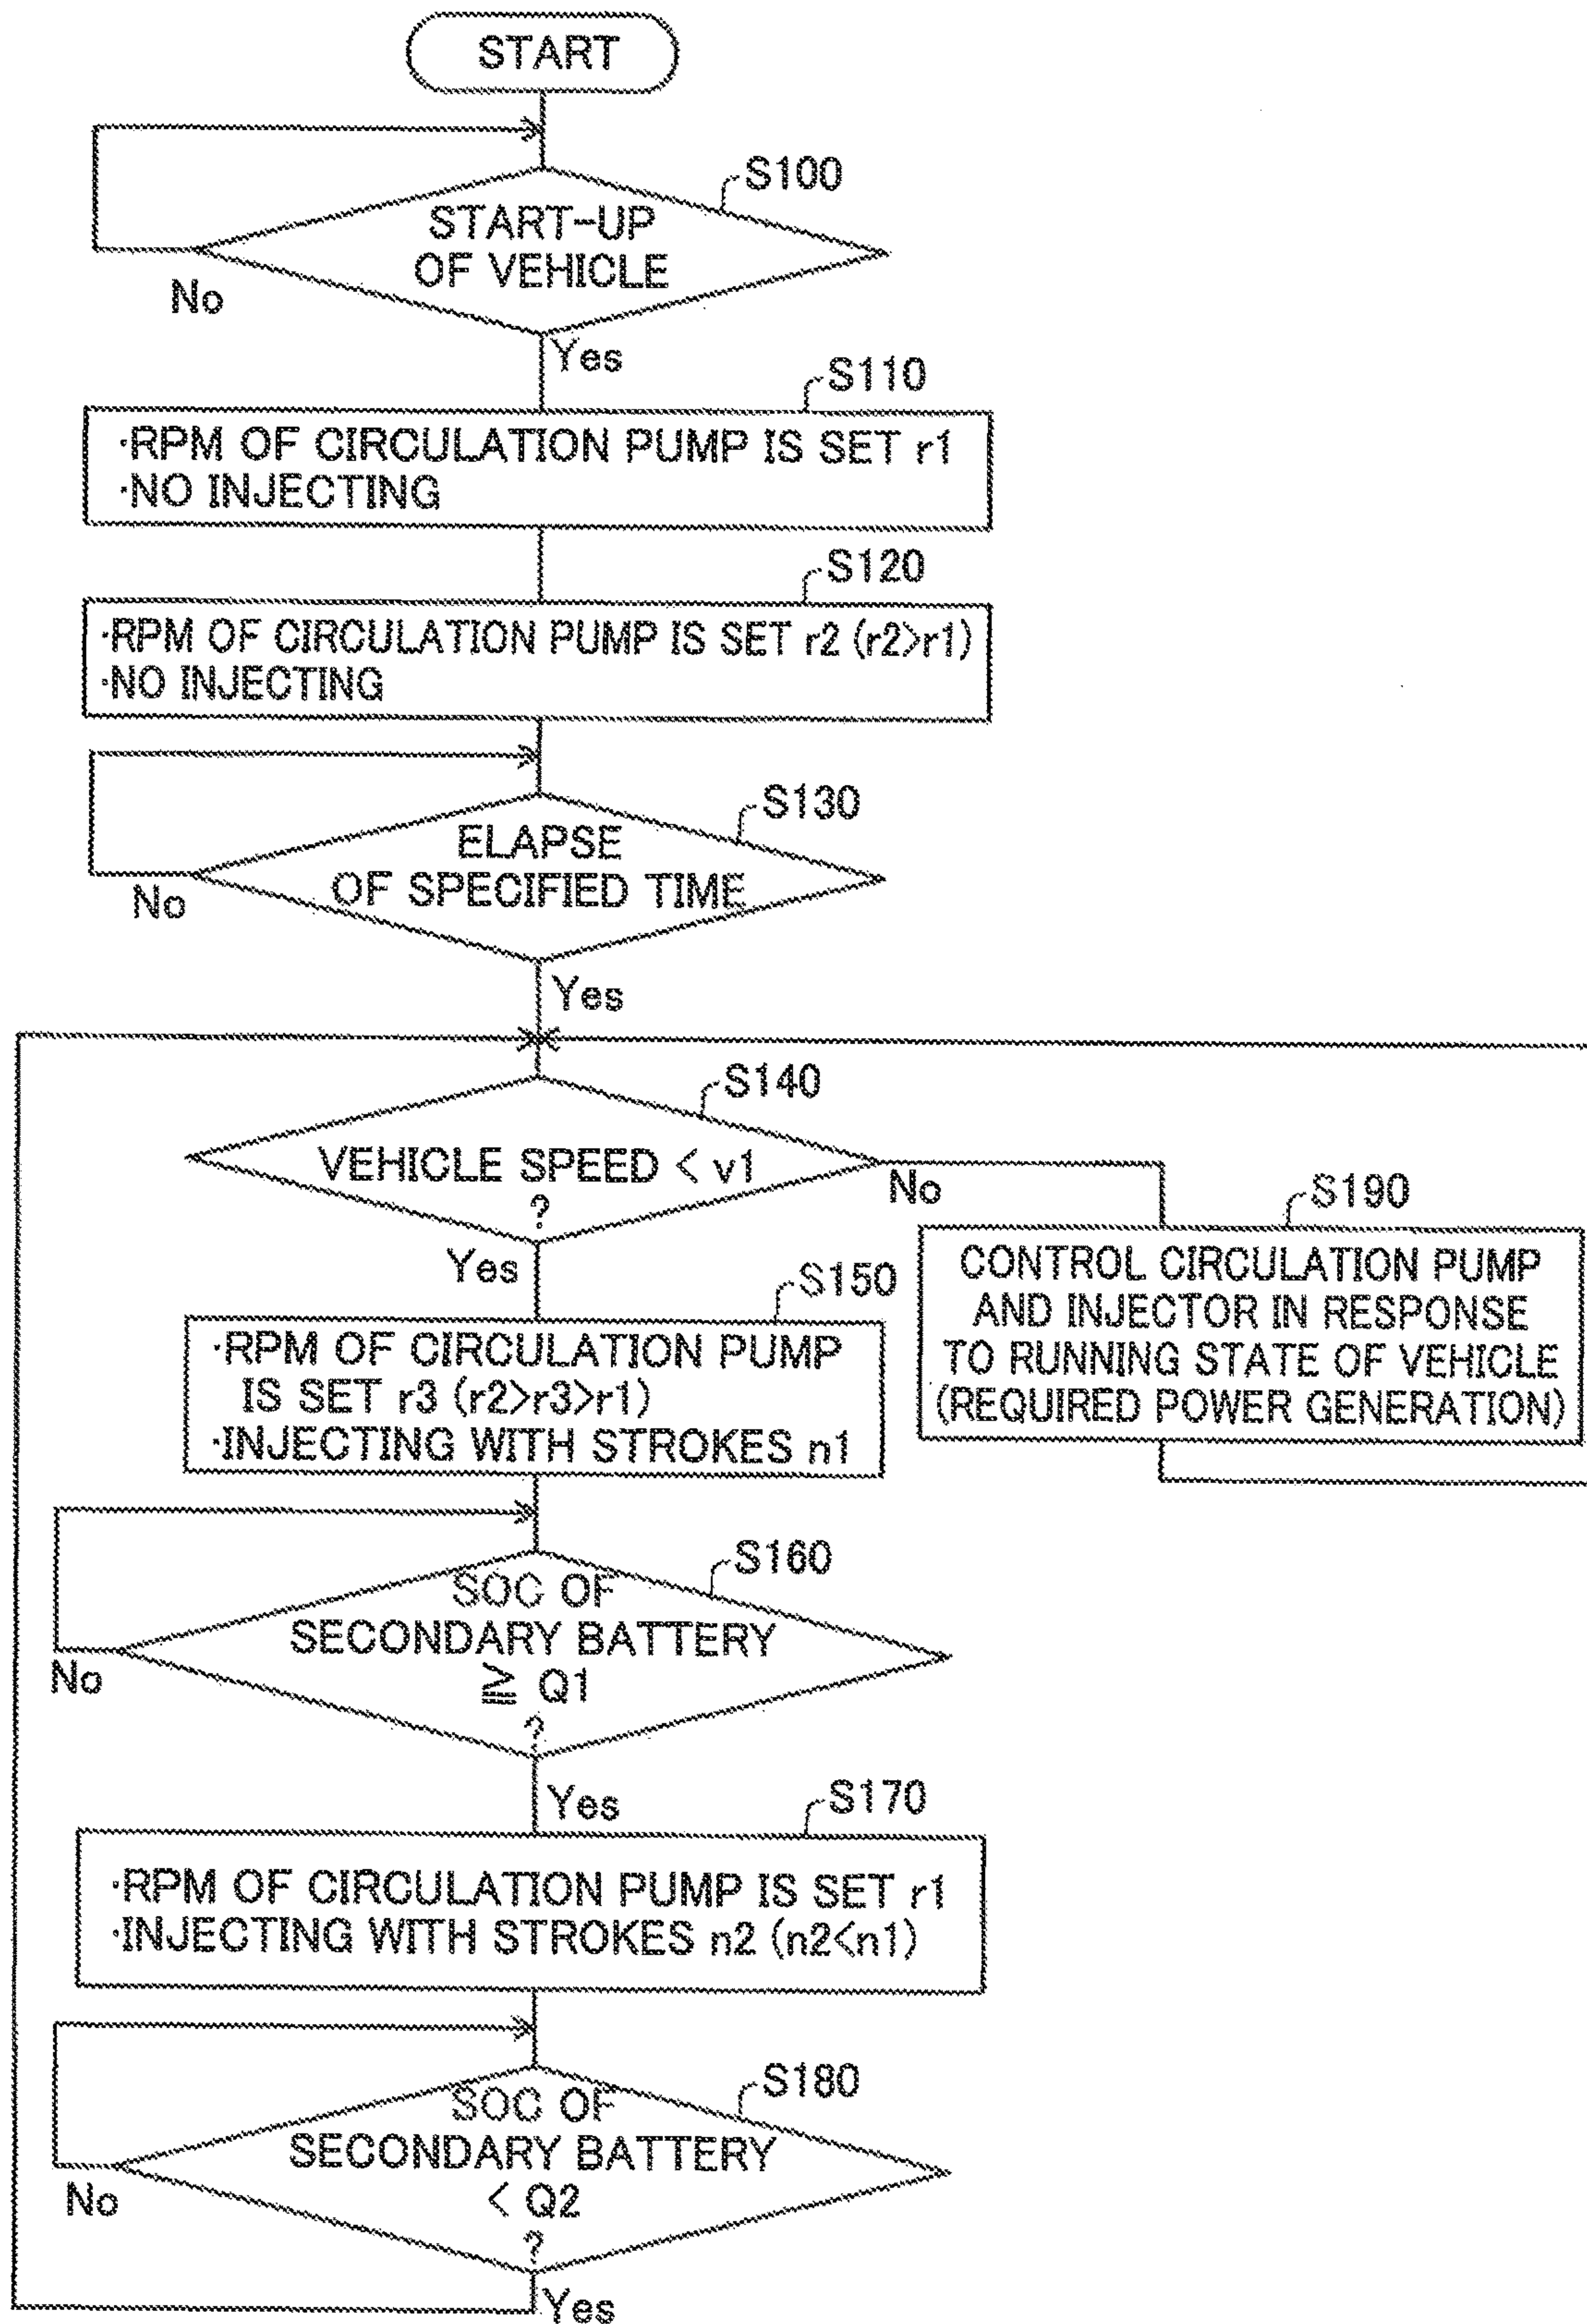 START
S100
START-UP
OF VEHICLE
No
Yes
S110
·RPM OF CIRCULATION PUMP IS SET r1
·NO INJECTING
S120
·RPM OF CIRCULATION PUMP IS SET r2 (r2>r1)
·NO INJECTING
S130
ELAPSE
OF SPECIFIED TIME
No
Yes
S140
VEHICLE SPEED < v1
?
No
Yes
S190
CONTROL CIRCULATION PUMP
AND INJECTOR IN RESPONSE
TO RUNNING STATE OF VEHICLE
(REQUIRED POWER GENERATION)
S150
·RPM OF CIRCULATION PUMP
IS SET r3 (r2>r3>r1)
·INJECTING WITH STROKES n1
S160
SOC OF
SECONDARY BATTERY
≧ Q1
?
No
Yes
S170
·RPM OF CIRCULATION PUMP IS SET r1
·INJECTING WITH STROKES n2 (n2<n1)
S180
SOC OF
SECONDARY BATTERY
< Q2
?
No
Yes